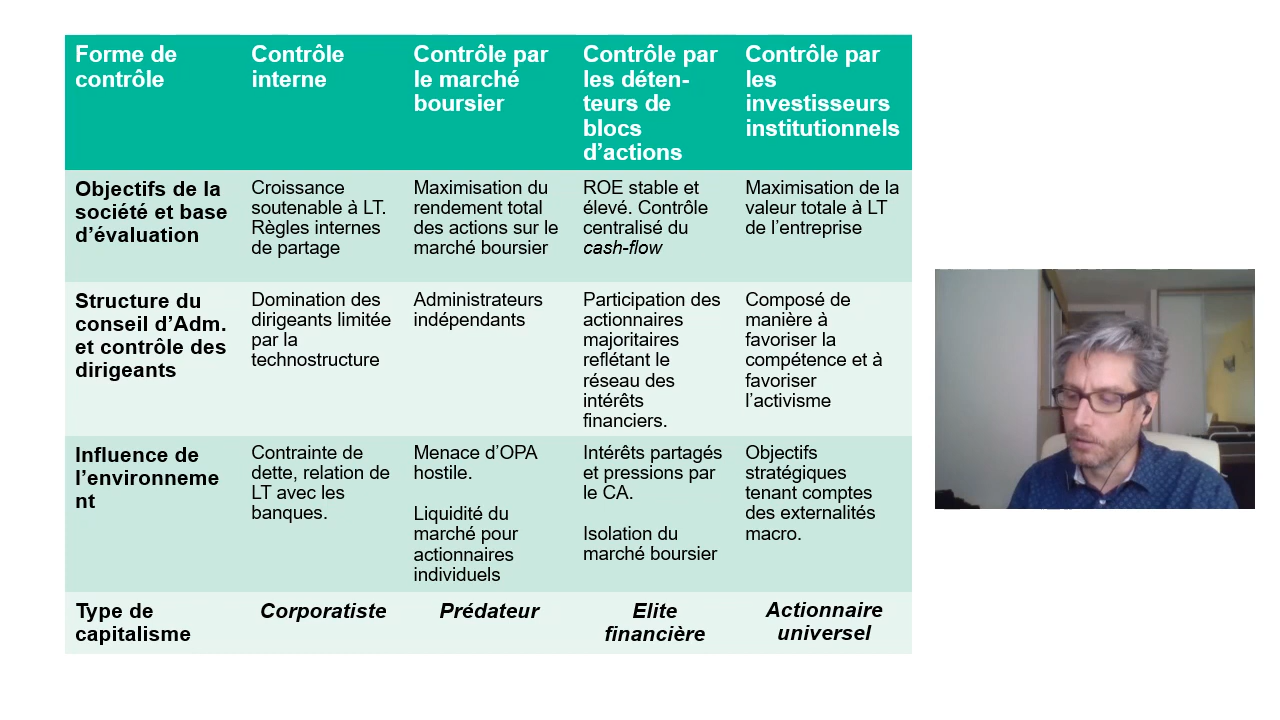 Forme de
contrôle
Contrôle
interne
Contrôle par
le marché
boursier
Contrôle par
les déten-
teurs de
blocs
d’actions
Contrôle par
les
investisseurs
institutionnels
Objectifs de la
société et base
d’évaluation
Croissance
soutenable à LT.
Règles internes
de partage
Maximisation du
rendement total
des actions sur le
marché boursier
ROE stable et
élevé. Contrôle
centralisé du
cash-flow
Maximisation de la
valeur totale à LT
de l’entreprise
Structure du
conseil d’Adm.
et contrôle des
dirigeants
Domination des
dirigeants limitée
par la
technostructure
Administrateurs
indépendants
Participation des
actionnaires
majoritaires
reflétant le
réseau des
intérêts
financiers.
Composé de
manière à
favoriser la
compétence et à
favoriser
l’activisme
Influence de
l’environneme
nt
Contrainte de
dette, relation de
LT avec les
banques.
Menace d’OPA
hostile.
Liquidité du
marché pour
actionnaires
individuels
Intérêts partagés
et pressions par
le CA.
Isolation du
marché boursier
Objectifs
stratégiques
tenant comptes
des externalités
macro.
Type de
capitalisme
Corporatiste
Prédateur
Elite
financière
Actionnaire
universel